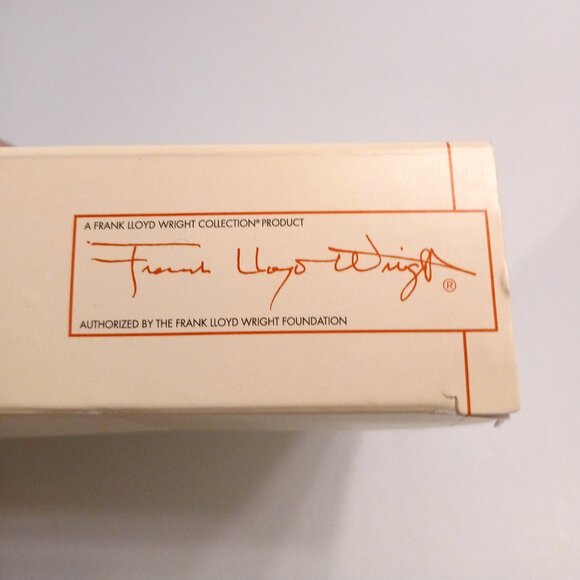 A FRANK LLOYD WRIGHT COLLECTION® PRODUCT
Frank Lloyd Wright ®
AUTHORIZED BY THE FRANK LLOYD WRIGHT FOUNDATION